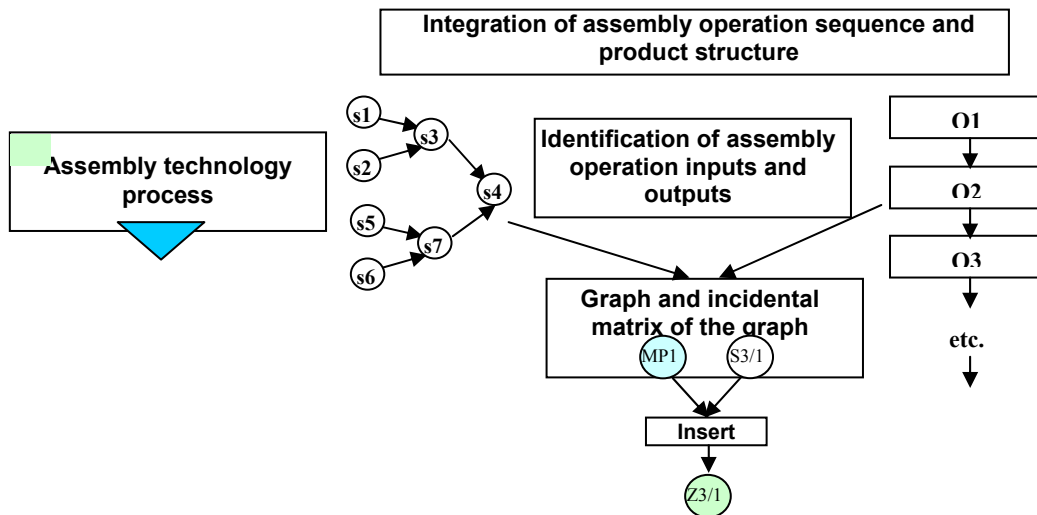 Integration of assembly operation sequence and
product structure
s1
s2
s3
s4
s5
s6
s7
Assembly technology
process
Identification of assembly
operation inputs and
outputs
O1
O2
O3
etc.
Graph and incidental
matrix of the graph
MP1
S3/1
Insert
Z3/1